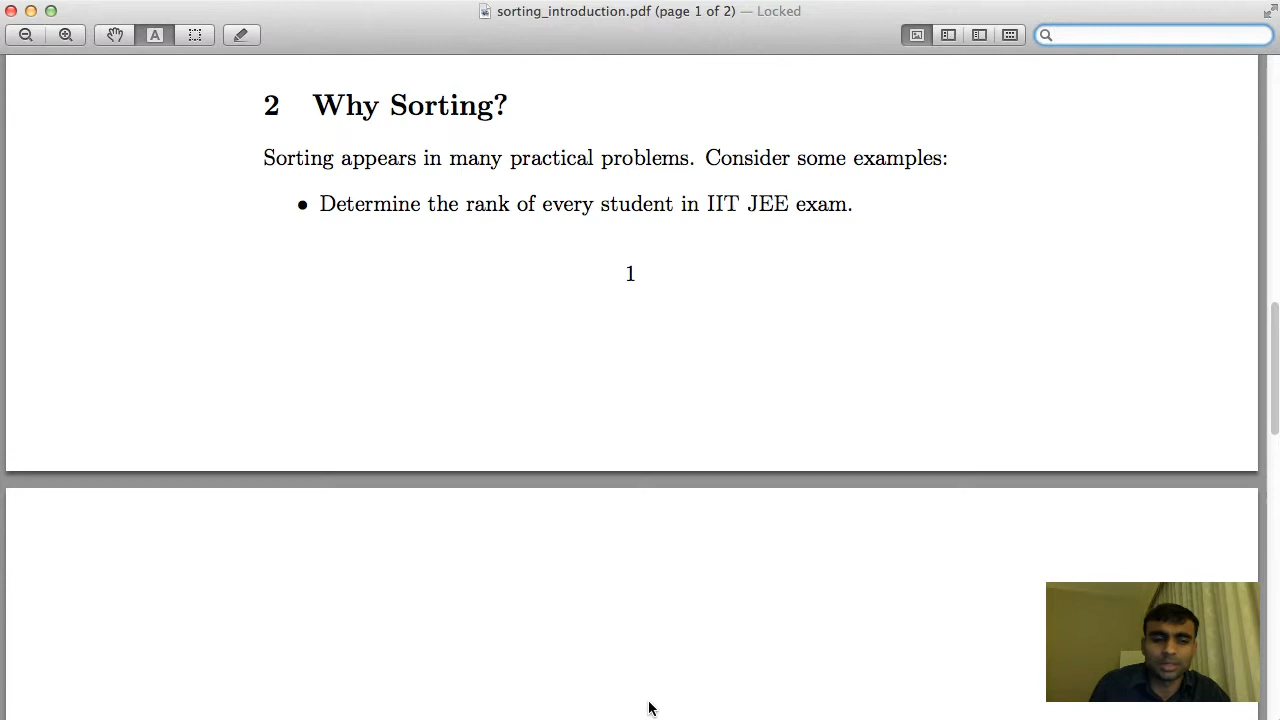 sorting_introduction.pdf (page 1 of 2) — Locked
A
2 Why Sorting?
Sorting appears in many practical problems. Consider some examples:
• Determine the rank of every student in IIT JEE exam.
1